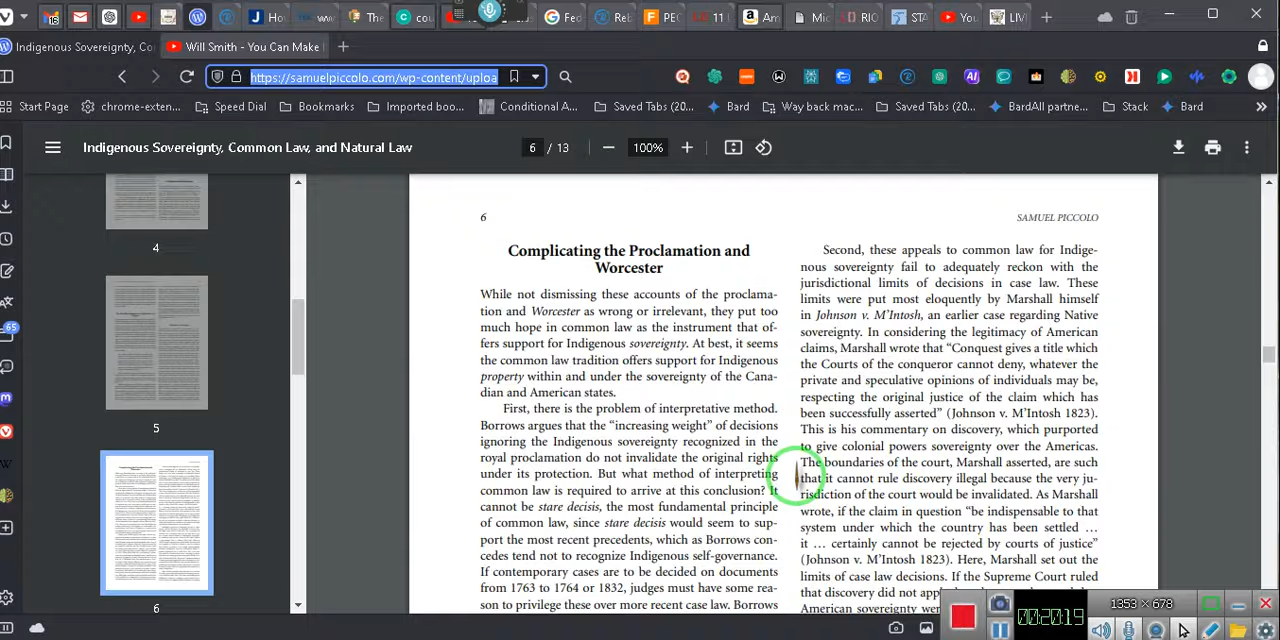 Ho
www
The
cou
Fed
Reb
PEC
11
Am
Mic
RIO
STA
You
LIV
Indigenous Sovereignty, Co
Will Smith - You Can Make
https://samuelpiccolo.com/wp-content/uploa
Start Page
chrome-exten...
Speed Dial
Bookmarks
Imported boo...
Conditional A...
Saved Tabs (20...
Bard
Way back mac...
Saved Tabs (20...
BardAll partne...
Stack
Bard
Indigenous Sovereignty, Common Law, and Natural Law
6 / 13
100%
65
4
5
6
6
SAMUEL PICCOLO
Complicating the Proclamation and
Worcester
While not dismissing these accounts of the proclama-
tion and Worcester as wrong or irrelevant, they put too
much hope in common law as the instrument that of-
fers support for Indigenous sovereignty. At best, it seems
the common law tradition offers support for Indigenous
property within and under the sovereignty of the Cana-
dian and American states.
First, there is the problem of interpretative method.
Borrows argues that the “increasing weight” of decisions
ignoring the Indigenous sovereignty recognized in the
royal proclamation do not invalidate the original rights
under its protection. But what method of interpreting
common law is required to arrive at this conclusion? It
cannot be stare decisis, the most fundamental principle
of common law, since stare decisis would seem to sup-
port the most recent precedents, which as Borrows con-
cedes tend not to recognize indigenous self-governance.
If contemporary cases are to be decided on documents
from 1763 to 1764 or 1832, judges must have some rea-
son to privilege these over more recent case law. Borrows
Second, these appeals to common law for Indige-
nous sovereignty fail to adequately reckon with the
jurisdictional limits of decisions in case law. These
limits were put most eloquently by Marshall himself
in Johnson v. M’Intosh, an earlier case regarding Native
sovereignty. In considering the legitimacy of American
claims, Marshall wrote that “Conquest gives a title which
the Courts of the conqueror cannot deny, whatever the
private and speculative opinions of individuals may be,
respecting the original justice of the claim which has
been successfully asserted” (Johnson v. M’Intosh 1823).
This is his commentary on discovery, which purported
to give colonial powers sovereignty over the Americas.
The boundaries of the court, Marshall asserted, are such
that it cannot rule discovery illegal because the very ju-
risdiction of the court would be invalidated. As Marshall
wrote, if the claim in question “be indispensable to that
system under which the country has been settled …
it … certainly cannot be rejected by courts of justice”
(Johnson v. M’Intosh 1823). Here, Marshall set out the
limits of case law decisions. If the Supreme Court ruled
that discovery did not
American sovereignty
1353 × 678
00:20:19